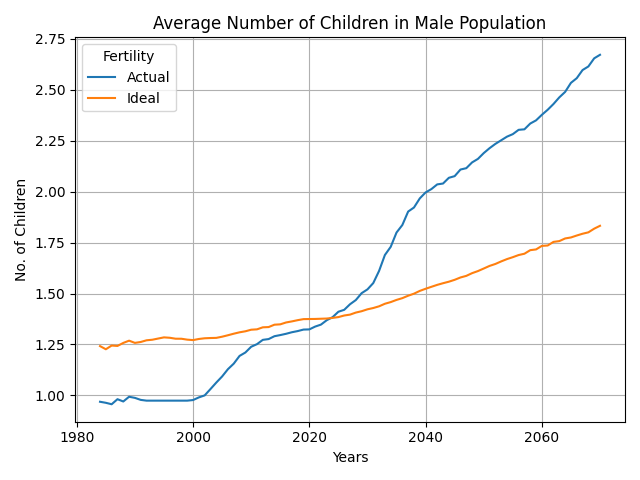 Average Number of Children in Male Population
2.75
2.50
2.25
2.00
1.75
1.50
1.25
1.00
No. of Children
Fertility
Actual
Ideal
1980
2000
2020
2040
2060
Years